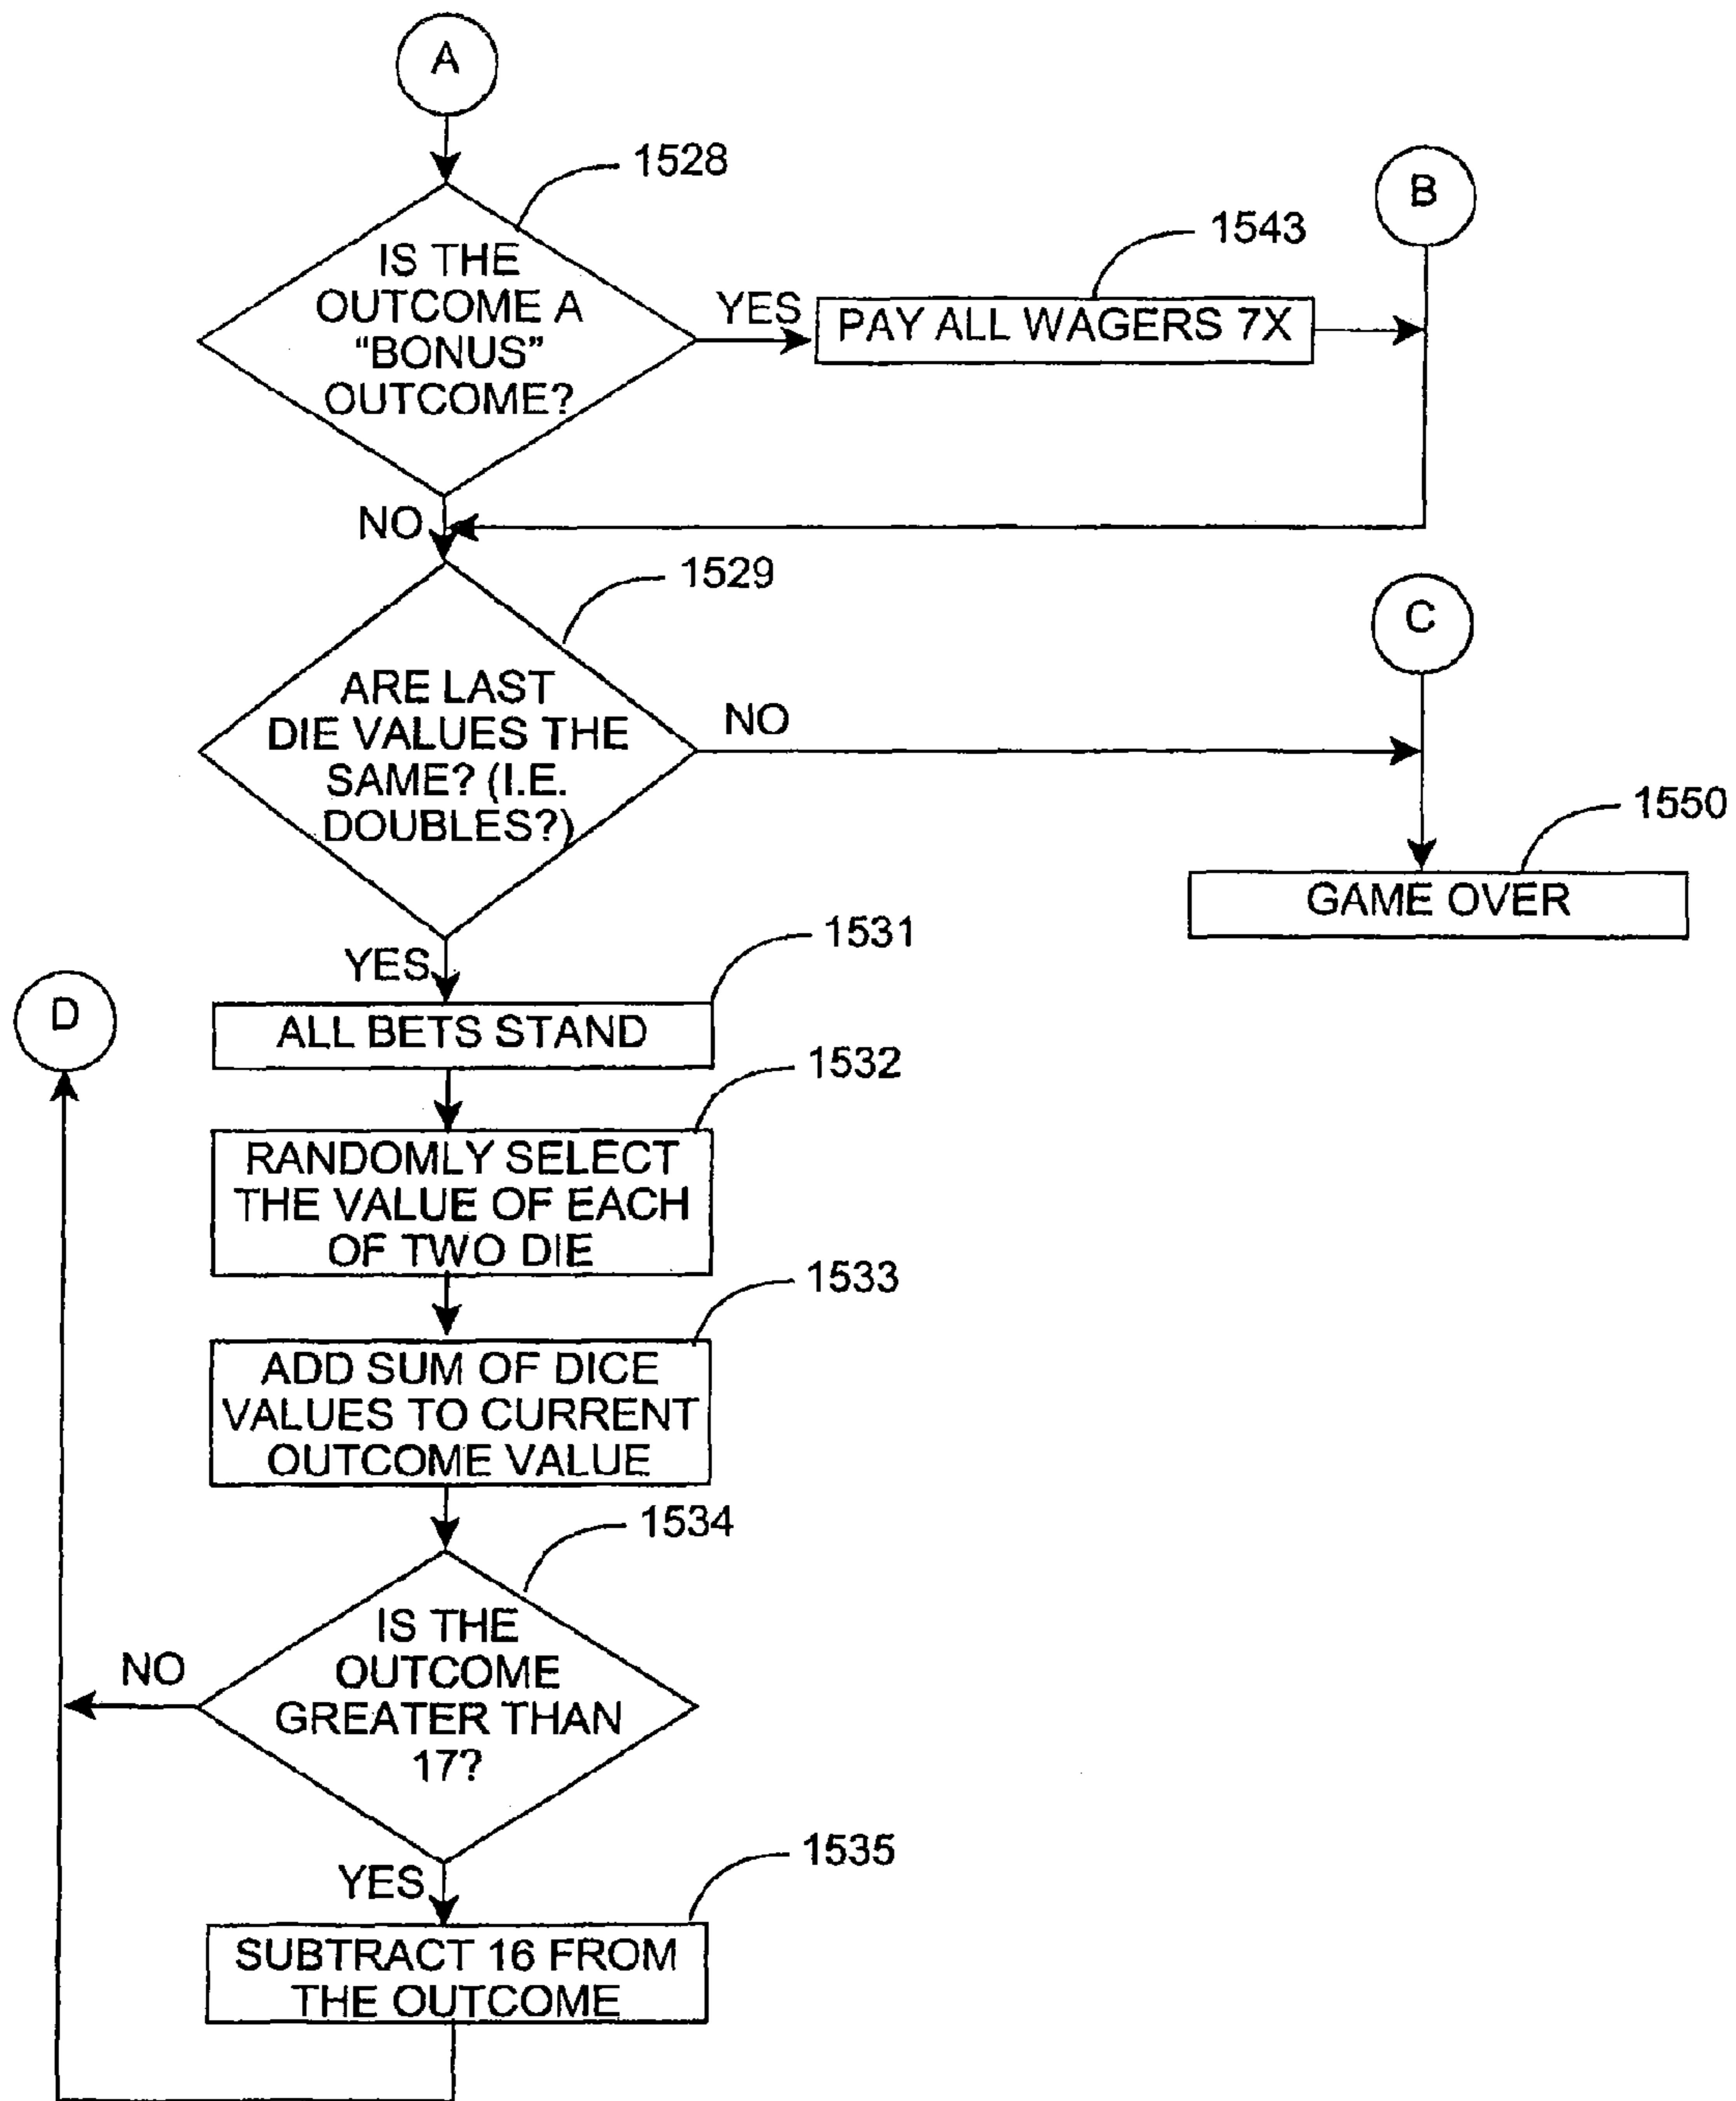 A
1528
IS THE
OUTCOME A
“BONUS”
OUTCOME?
YES
1543
PAY ALL WAGERS 7X
B
NO
1529
ARE LAST
DIE VALUES THE
SAME? (I.E.
DOUBLES?)
NO
C
1550
GAME OVER
YES
1531
ALL BETS STAND
D
1532
RANDOMLY SELECT
THE VALUE OF EACH
OF TWO DIE
1533
ADD SUM OF DICE
VALUES TO CURRENT
OUTCOME VALUE
1534
IS THE
OUTCOME
GREATER THAN
17?
NO
YES
1535
SUBTRACT 16 FROM
THE OUTCOME